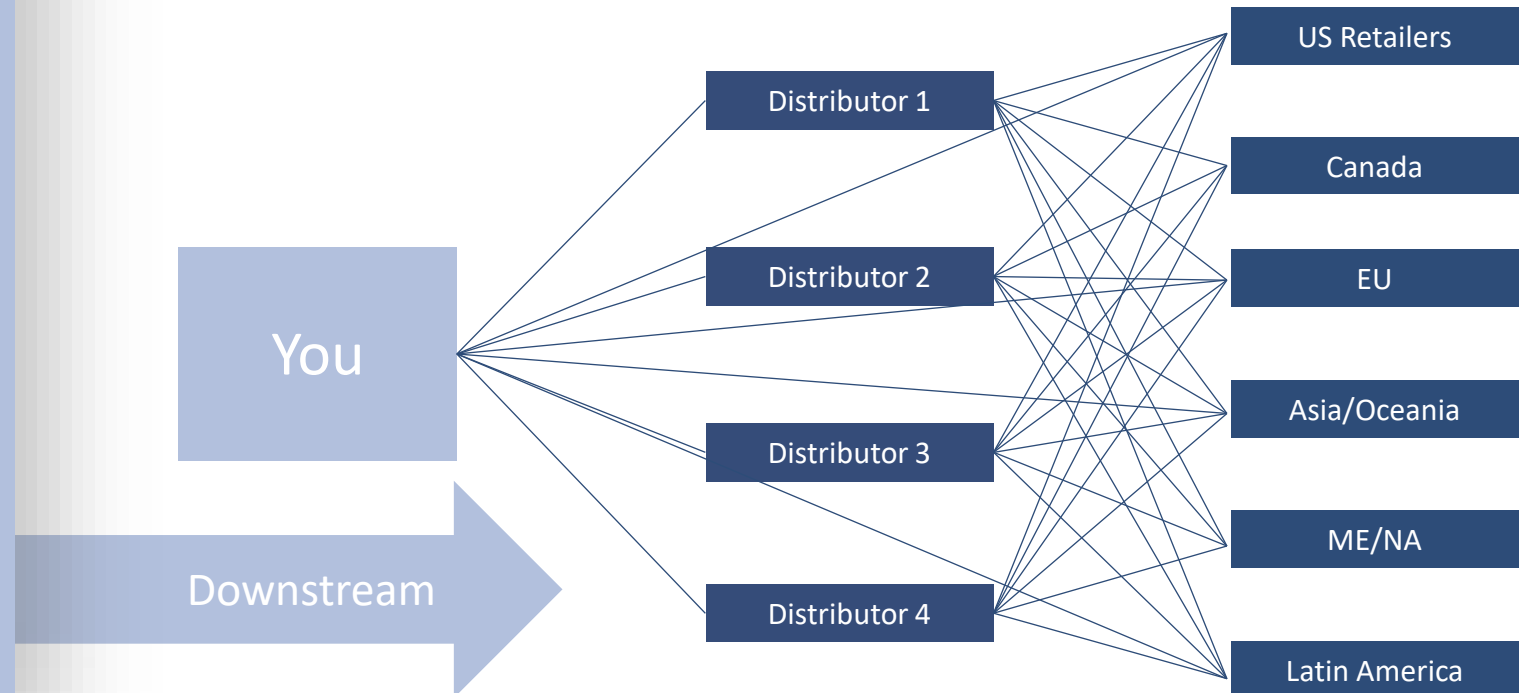 You
Downstream
Distributor 1
Distributor 2
Distributor 3
Distributor 4
US Retailers
Canada
EU
Asia/Oceania
ME/NA
Latin America